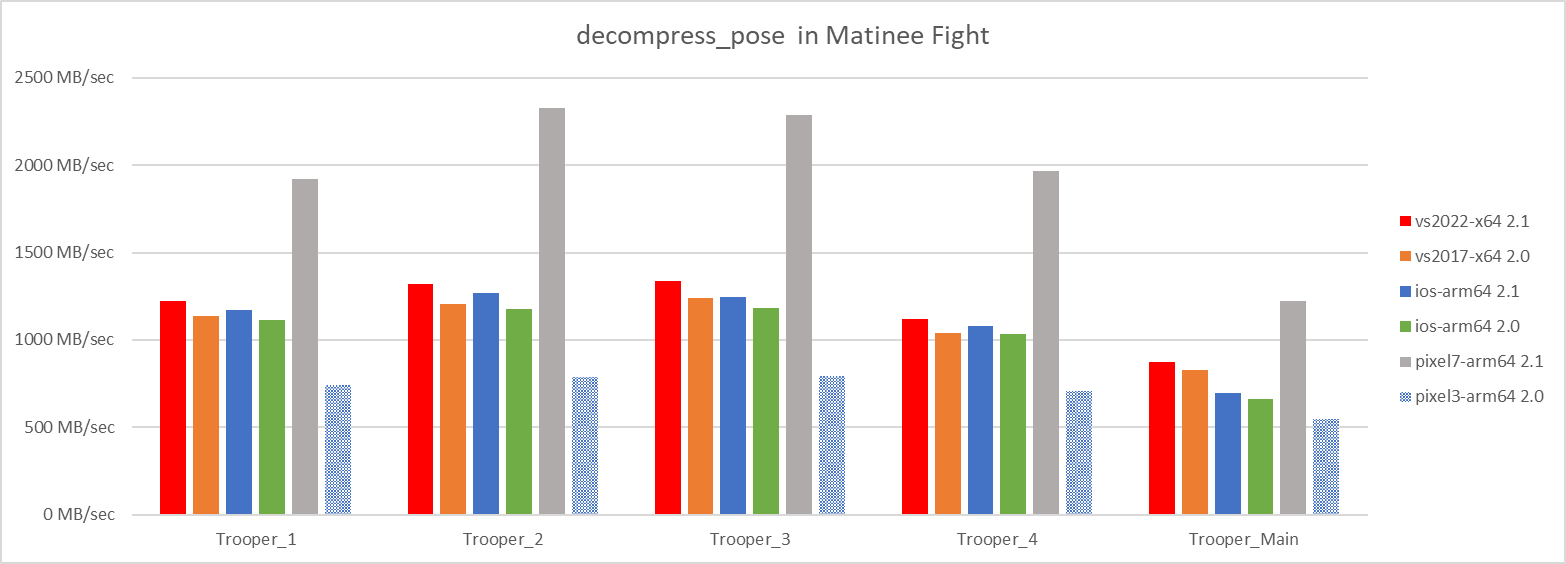 decompress_pose in Matinee Fight
2500 MB/sec
2000 MB/sec
1500 MB/sec
1000 MB/sec
500 MB/sec
0 MB/sec
Trooper_1
Trooper_2
Trooper_3
Trooper_4
Trooper_Main
vs2022-x64 2.1
vs2017-x64 2.0
ios-arm64 2.1
ios-arm64 2.0
pixel7-arm64 2.1
pixel3-arm64 2.0